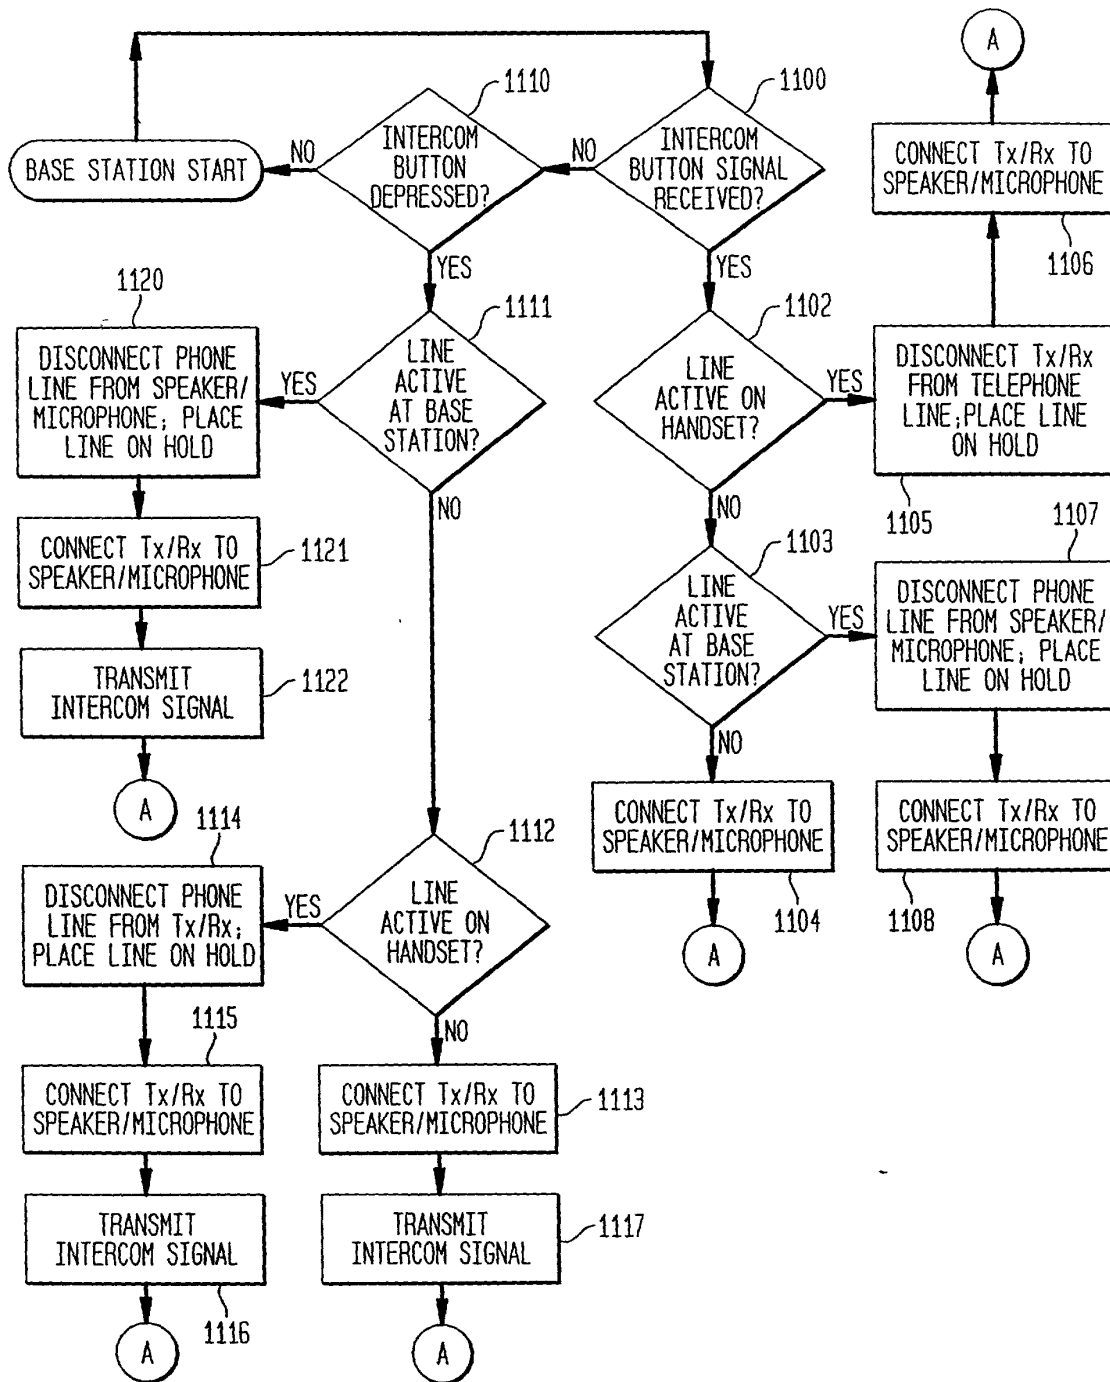 A
1110
1100
BASE STATION START
NO
INTERCOM
BUTTON
DEPRESSED?
NO
INTERCOM
BUTTON SIGNAL
RECEIVED?
CONNECT Tx/Rx TO
SPEAKER/MICROPHONE
1106
YES
YES
1120
1111
1102
DISCONNECT PHONE
LINE FROM SPEAKER/
MICROPHONE; PLACE
LINE ON HOLD
YES
LINE
ACTIVE
AT BASE
STATION?
LINE
ACTIVE ON
HANDSET?
YES
DISCONNECT Tx/Rx
FROM TELEPHONE
LINE;PLACE LINE
ON HOLD
NO
NO
1105
1107
CONNECT Tx/Rx TO
SPEAKER/MICROPHONE
1121
1103
LINE
ACTIVE
AT BASE
STATION?
YES
DISCONNECT PHONE
LINE FROM SPEAKER/
MICROPHONE; PLACE
LINE ON HOLD
TRANSMIT
INTERCOM SIGNAL
1122
NO
A
CONNECT Tx/Rx TO
SPEAKER/MICROPHONE
CONNECT Tx/Rx TO
SPEAKER/MICROPHONE
1114
1112
1104
1108
DISCONNECT PHONE
LINE FROM Tx/Rx;
PLACE LINE ON HOLD
YES
LINE
ACTIVE ON
HANDSET?
A
A
1115
NO
CONNECT Tx/Rx TO
SPEAKER/MICROPHONE
CONNECT Tx/Rx TO
SPEAKER/MICROPHONE
1113
TRANSMIT
INTERCOM SIGNAL
TRANSMIT
INTERCOM SIGNAL
1117
1116
A
A